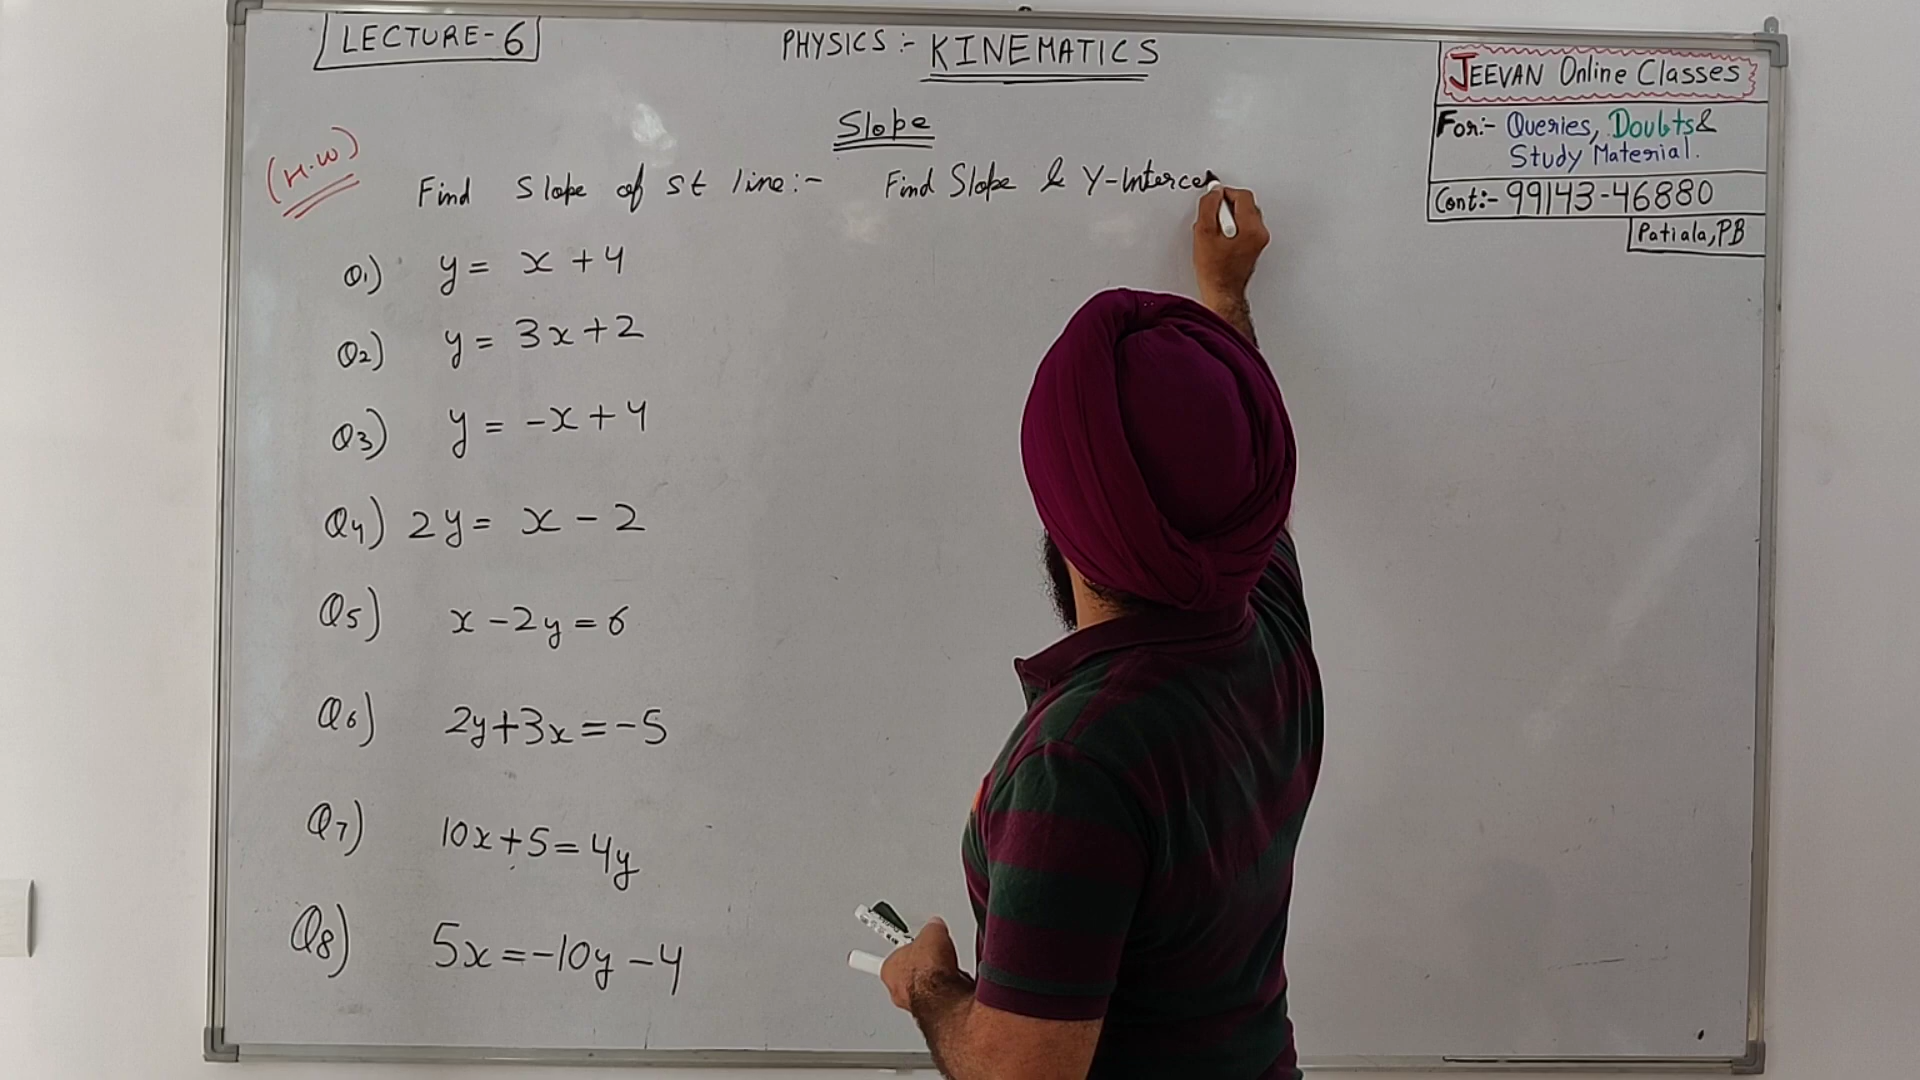 LECTURE-6
PHYSICS :- KINEMATICS
JEEVAN Online Classes
For:- Queries, Doubts &
Study Material.
Cont:- 99143-46880
Patiala, PB
Slope
(H.W)
Find Slope of st line:-
Find Slope & Y-Interce
Q1) y = x + 4
Q2) y = 3x + 2
Q3) y = -x + 4
Q4) 2y = x - 2
Q5) x - 2y = 6
Q6) 2y + 3x = -5
Q7) 10x + 5 = 4y
Q8) 5x = -10y - 4